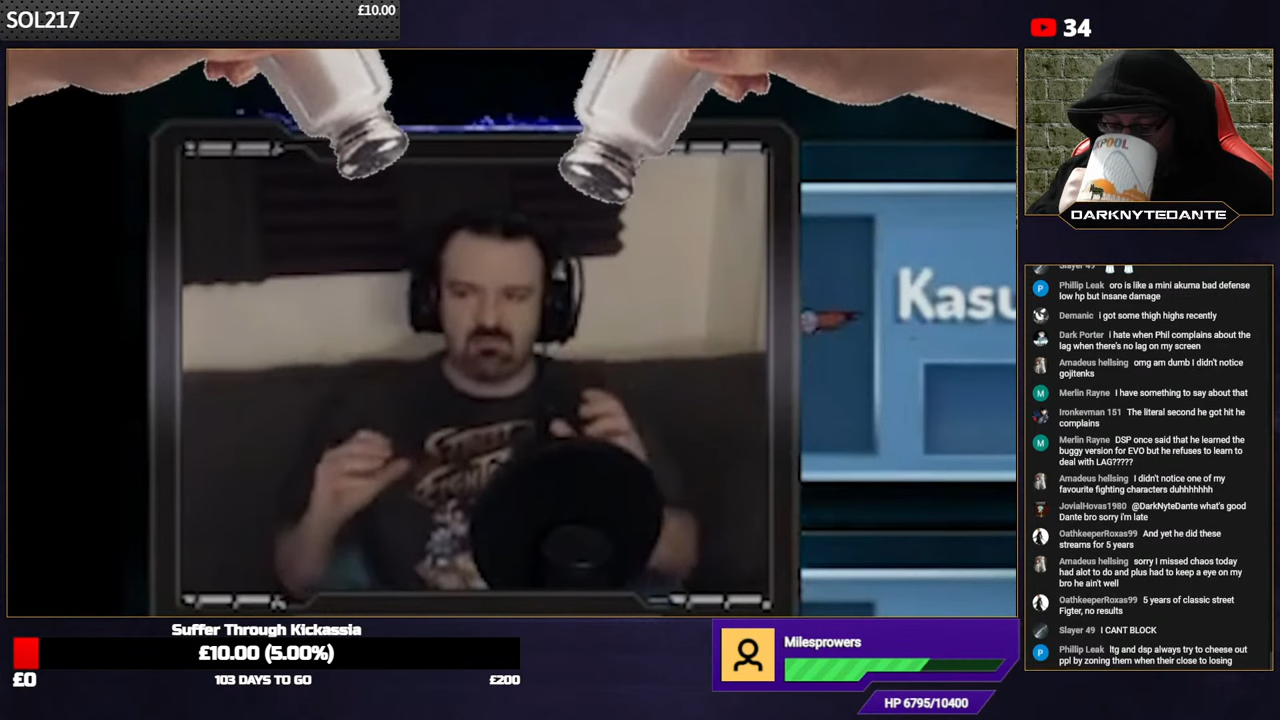 SOL217
£10.00
34
Kasu
STREET
FIGHTER
POOL
DARKNYTEDANTE
Slayer 49
Phillip Leak oro is like a mini akuma bad defense
low hp but insane damage
Demanic i got some thigh highs recently
Dark Porter i hate when Phil complains about the
lag when there's no lag on my screen
Amadeus hellsing omg am dumb I didn't notice
gojitenks
Merlin Rayne I have something to say about that
Ironkevman 151 The literal second he got hit he
complains
Merlin Rayne DSP once said that he learned the
buggy version for EVO but he refuses to learn to
deal with LAG?????
Amadeus hellsing I didn't notice one of my
favourite fighting characters duhhhhhhh
JovialHovas1980 @DarkNyteDante what's good
Dante bro sorry i'm late
OathkeeperRoxas99 And yet he did these
streams for 5 years
Amadeus hellsing sorry I missed chaos today
had alot to do and plus had to keep a eye on my
bro he ain't well
OathkeeperRoxas99 5 years of classic street
Figter, no results
Slayer 49 I CANT BLOCK
Phillip Leak ltg and dsp always try to cheese out
ppl by zoning them when their close to losing
Suffer Through Kickassia
£10.00 (5.00%)
£0
103 DAYS TO GO
£200
Milesprowers
HP 6795/10400